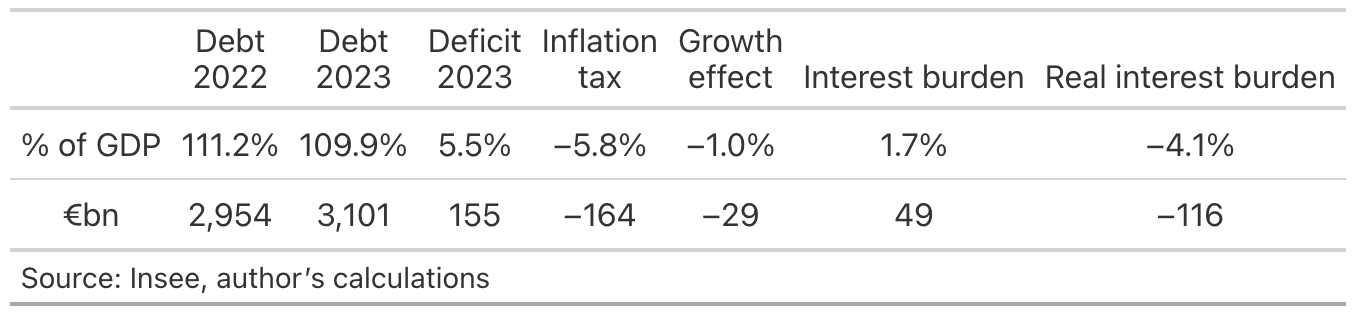 Debt Debt Deficit Inflation Growth
2022 2023 2023 tax effect Interest burden Real interest burden
% of GDP 111.2% 109.9% 5.5% −5.8% −1.0% 1.7% −4.1%
€bn 2,954 3,101 155 −164 −29 49 −116
Source: Insee, author’s calculations